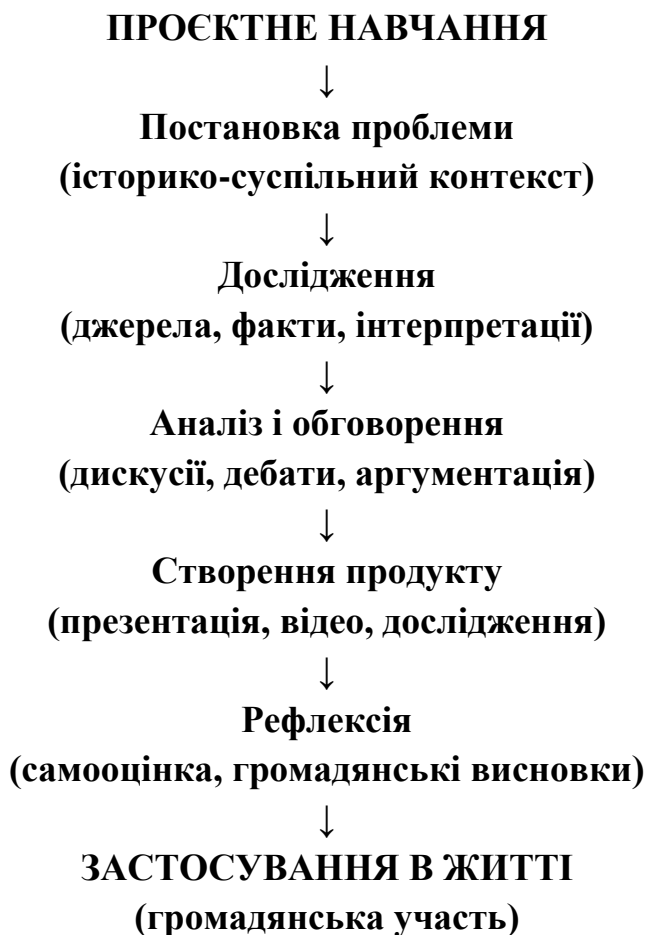 ПРОЄКТНЕ НАВЧАННЯ
↓
Постановка проблеми
(історико-суспільний контекст)
↓
Дослідження
(джерела, факти, інтерпретації)
↓
Аналіз і обговорення
(дискусії, дебати, аргументація)
↓
Створення продукту
(презентація, відео, дослідження)
↓
Рефлексія
(самооцінка, громадянські висновки)
↓
ЗАСТОСУВАННЯ В ЖИТТІ
(громадянська участь)